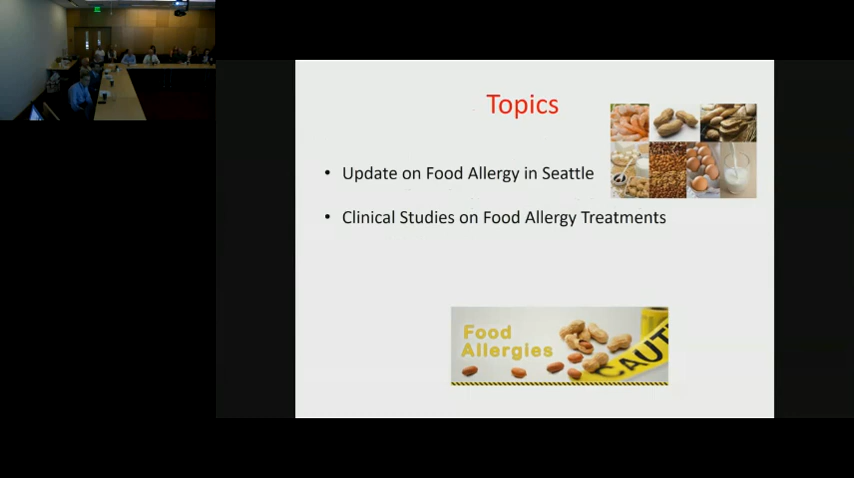 Topics
• Update on Food Allergy in Seattle
• Clinical Studies on Food Allergy Treatments
Food
Allergies
CAUT